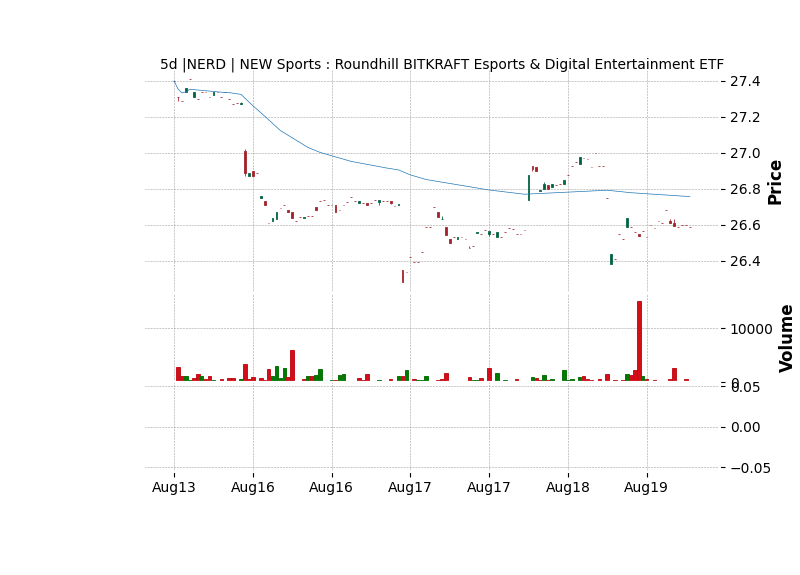 5d |NERD | NEW Sports : Roundhill BITKRAFT Esports & Digital Entertainment ETF
27.4
27.2
27.0
26.8
26.6
26.4
Price
10000
0
Volume
0.05
0.00
−0.05
Aug13 Aug16 Aug16 Aug17 Aug17 Aug18 Aug19